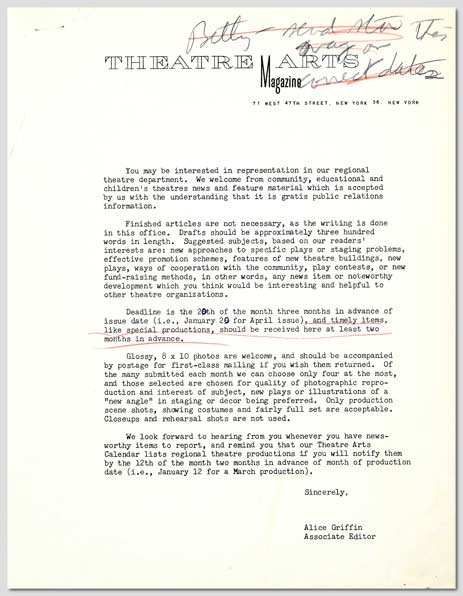 Betty - send star this
way or
correct dates
THEATRE ARTS
Magazine
71 WEST 47TH STREET, NEW YORK 36, NEW YORK
You may be interested in representation in our regional
theatre department. We welcome from community, educational and
children's theatres news and feature material which is accepted
by us with the understanding that it is gratis public relations
information.
Finished articles are not necessary, as the writing is done
in this office. Drafts should be approximately three hundred
words in length. Suggested subjects, based on our readers'
interests are: new approaches to specific plays or staging problems,
effective promotion schemes, features of new theatre buildings, new
plays, ways of cooperation with the community, play contests, or new
fund-raising methods, in other words, any news item or noteworthy
development which you think would be interesting and helpful to
other theatre organizations.
Deadline is the 20th of the month three months in advance of
issue date (i.e., January 20 for April issue), and timely items,
like special productions, should be received here at least two
months in advance.
Glossy, 8 x 10 photos are welcome, and should be accompanied
by postage for first-class mailing if you wish them returned. Of
the many submitted each month we can choose only four at the most,
and those selected are chosen for quality of photographic repro-
duction and interest of subject, new plays or illustrations of a
"new angle" in staging or decor being preferred. Only production
scene shots, showing costumes and fairly full set are acceptable.
Closeups and rehearsal shots are not used.
We look forward to hearing from you whenever you have news-
worthy items to report, and remind you that our Theatre Arts
Calendar lists regional theatre productions if you will notify them
by the 12th of the month two months in advance of month of production
date (i.e., January 12 for a March production).
Sincerely,
Alice Griffin
Associate Editor